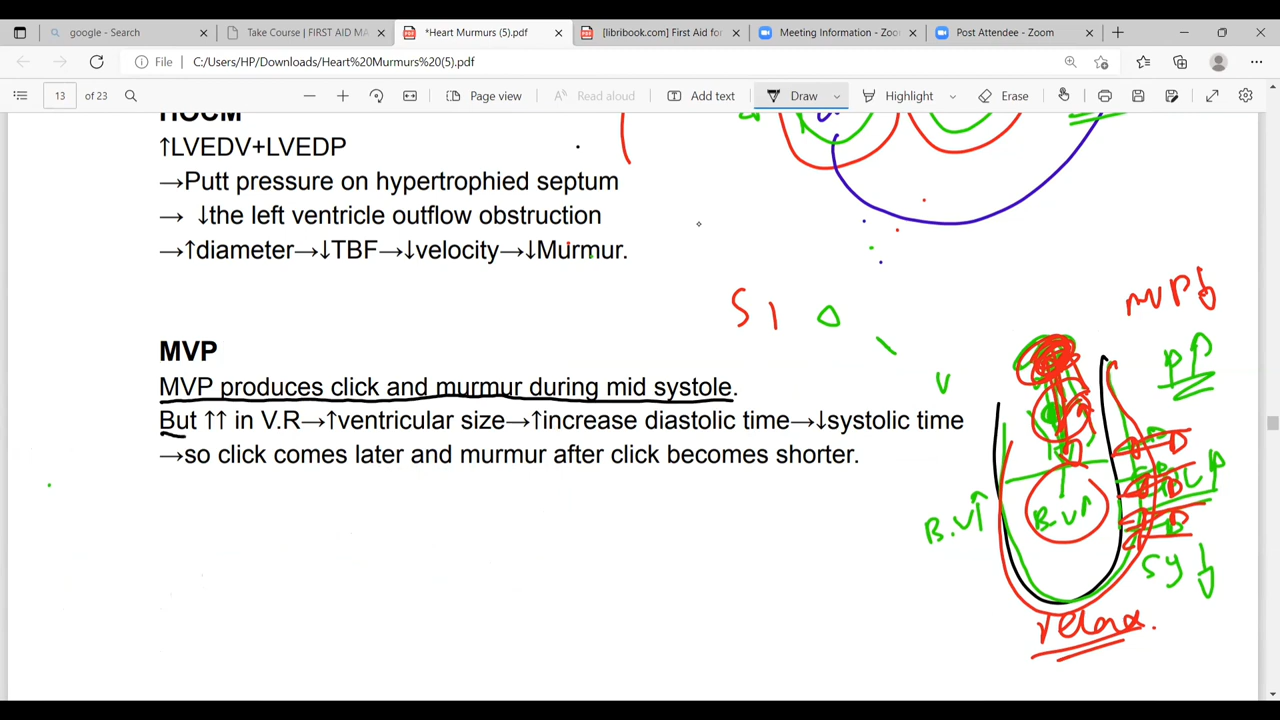 google - Search
Take Course | FIRST AID MA
*Heart Murmurs (5).pdf
[libribook.com] First Aid for
Meeting Information - Zoo
Post Attendee - Zoom
File
C:/Users/HP/Downloads/Heart%20Murmurs%20(5).pdf
13 of 23
Page view
Read aloud
Add text
Draw
Highlight
Erase
HOCM
↑LVEDV+LVEDP
→Putt pressure on hypertrophied septum
→ ↓the left ventricle outflow obstruction
→↑diameter→↓TBF→↓velocity→↓Murmur.
S1
MVP↓
P↑
MVP
MVP produces click and murmur during mid systole.
But ↑↑ in V.R→↑ventricular size→↑increase diastolic time→↓systolic time
→so click comes later and murmur after click becomes shorter.
B.V↑
B.V↑
Sy↓
relax.